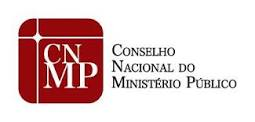 CN
MP
CONSELHO
NACIONAL DO
MINISTÉRIO PÚBLICO